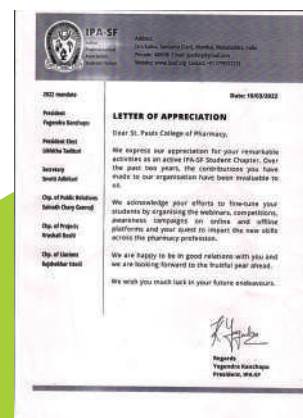 IPA-SF
Address:
2022 mandate
Date: 10/03/2022
President
Yogendra Kanchapu
President Elect
Secretary
Chp. of Public Relations
Chp. of Projects
Chp. of Liaisons
LETTER OF APPRECIATION
Dear St. Pauls College of Pharmacy,
We express our appreciation for your remarkable
activities as an active IPA-SF Student Chapter. Over
the past two years, the contributions you have
made to our organisation have been invaluable to
us.
We acknowledge your efforts to fine-tune your
students by organising the webinars, competitions,
awareness campaigns on online and offline
platforms and your quest to impart the new skills
across the pharmacy profession.
We are happy to be in good relations with you and
we are looking forward to the fruitful year ahead.
We wish you much luck in your future endeavours.
Regards
Yogendra Kanchapu
President, IPA-SF